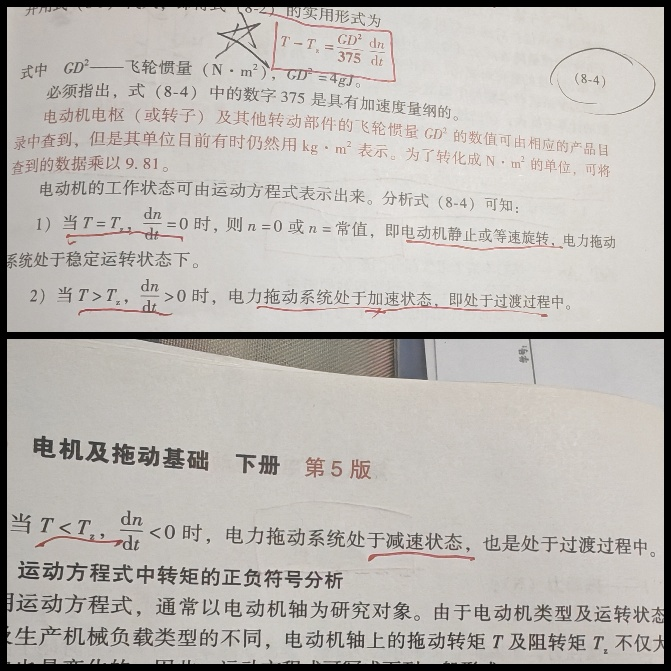 的实用形式为
T − T_z = GD²/375 dn/dt (8-4)
式中 GD²——飞轮惯量（N·m²），GD²=4gJ。
必须指出，式（8-4）中的数字 375 是具有加速度量纲的。
电动机电枢（或转子）及其他转动部件的飞轮惯量 GD² 的数值可由相应的产品目
录中查到，但是其单位目前有时仍然用 kg·m² 表示。为了转化成 N·m² 的单位，可将
查到的数据乘以 9.81。
电动机的工作状态可由运动方程式表示出来。分析式（8-4）可知：
1）当 T=T_z，dn/dt=0 时，则 n=0 或 n=常值，即电动机静止或等速旋转，电力拖动
系统处于稳定运转状态下。
2）当 T>T_z，dn/dt>0 时，电力拖动系统处于加速状态，即处于过渡过程中。
学号:
电机及拖动基础 下册 第5版
当 T<T_z，dn/dt<0 时，电力拖动系统处于减速状态，也是处于过渡过程中。
运动方程式中转矩的正负符号分析
用运动方程式，通常以电动机轴为研究对象。由于电动机类型及运转状态
及生产机械负载类型的不同，电动机轴上的拖动转矩 T 及阻转矩 T_z 不仅大